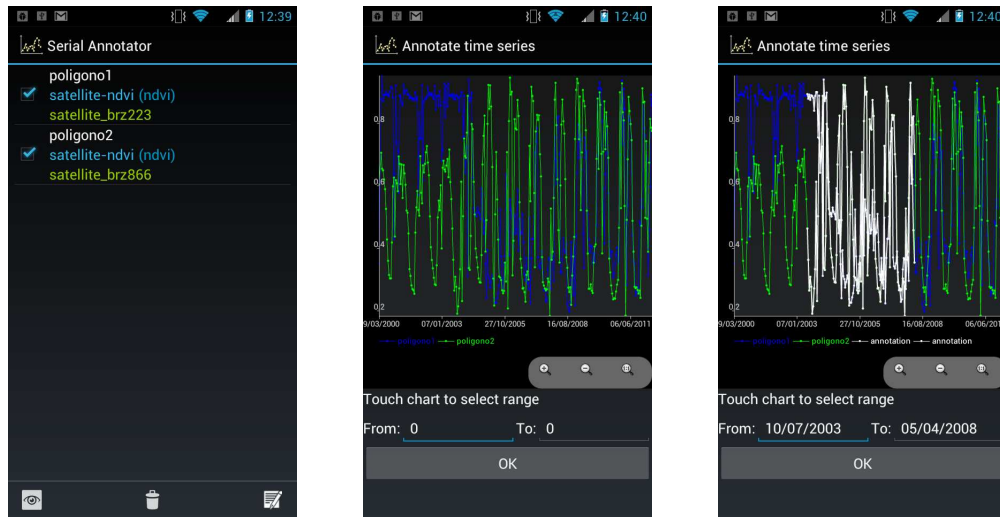 12:39
Serial Annotator
poligono1
satellite-ndvi (ndvi)
satellite_brz223
poligono2
satellite-ndvi (ndvi)
satellite_brz866
12:40
Annotate time series
0,8
0,6
0,4
0,2
9/03/2000 07/01/2003 27/10/2005 16/08/2008 06/06/2011
poligono1 poligono2
Touch chart to select range
From: 0 To: 0
OK
12:40
Annotate time series
0,8
0,6
0,4
0,2
9/03/2000 07/01/2003 27/10/2005 16/08/2008 06/06/201
poligono1 poligono2 annotation annotation
Touch chart to select range
From: 10/07/2003 To: 05/04/2008
OK